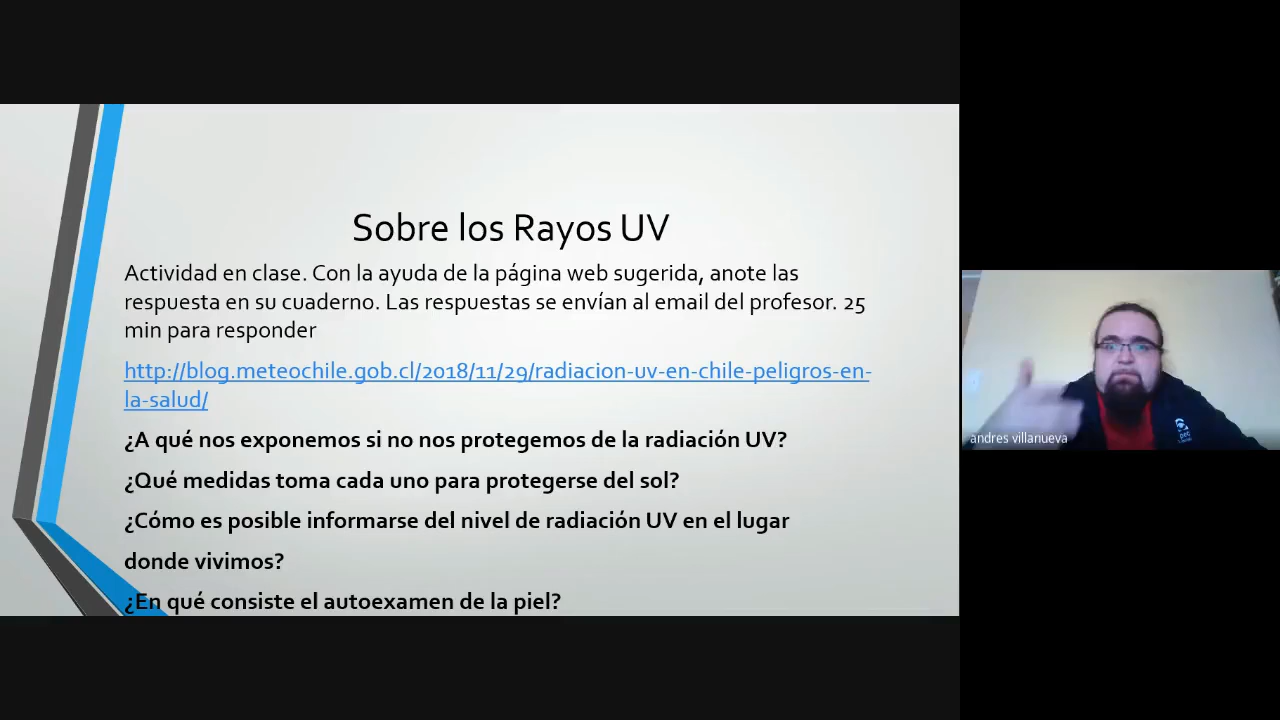 Sobre los Rayos UV
Actividad en clase. Con la ayuda de la página web sugerida, anote las
respuesta en su cuaderno. Las respuestas se envían al email del profesor. 25
min para responder
http://blog.meteochile.gob.cl/2018/11/29/radiacion-uv-en-chile-peligros-en-
la-salud/
¿A qué nos exponemos si no nos protegemos de la radiación UV?
¿Qué medidas toma cada uno para protegerse del sol?
¿Cómo es posible informarse del nivel de radiación UV en el lugar
donde vivimos?
¿En qué consiste el autoexamen de la piel?
andres villanueva